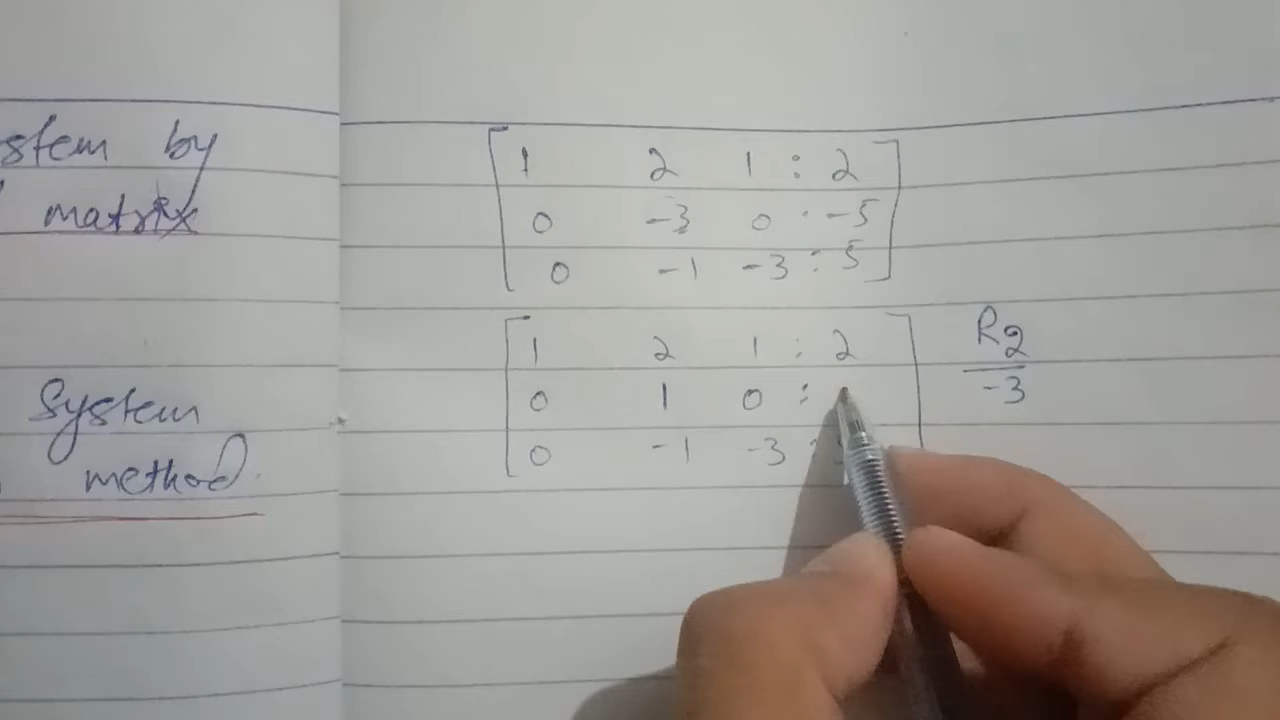 by
matrix
System
method.
1 2 1 : 2
0 -3 0 : -5
0 -1 -3 : 5
1 2 1 : 2
0 1 0 :
0 -1 -3 :
R2
-3